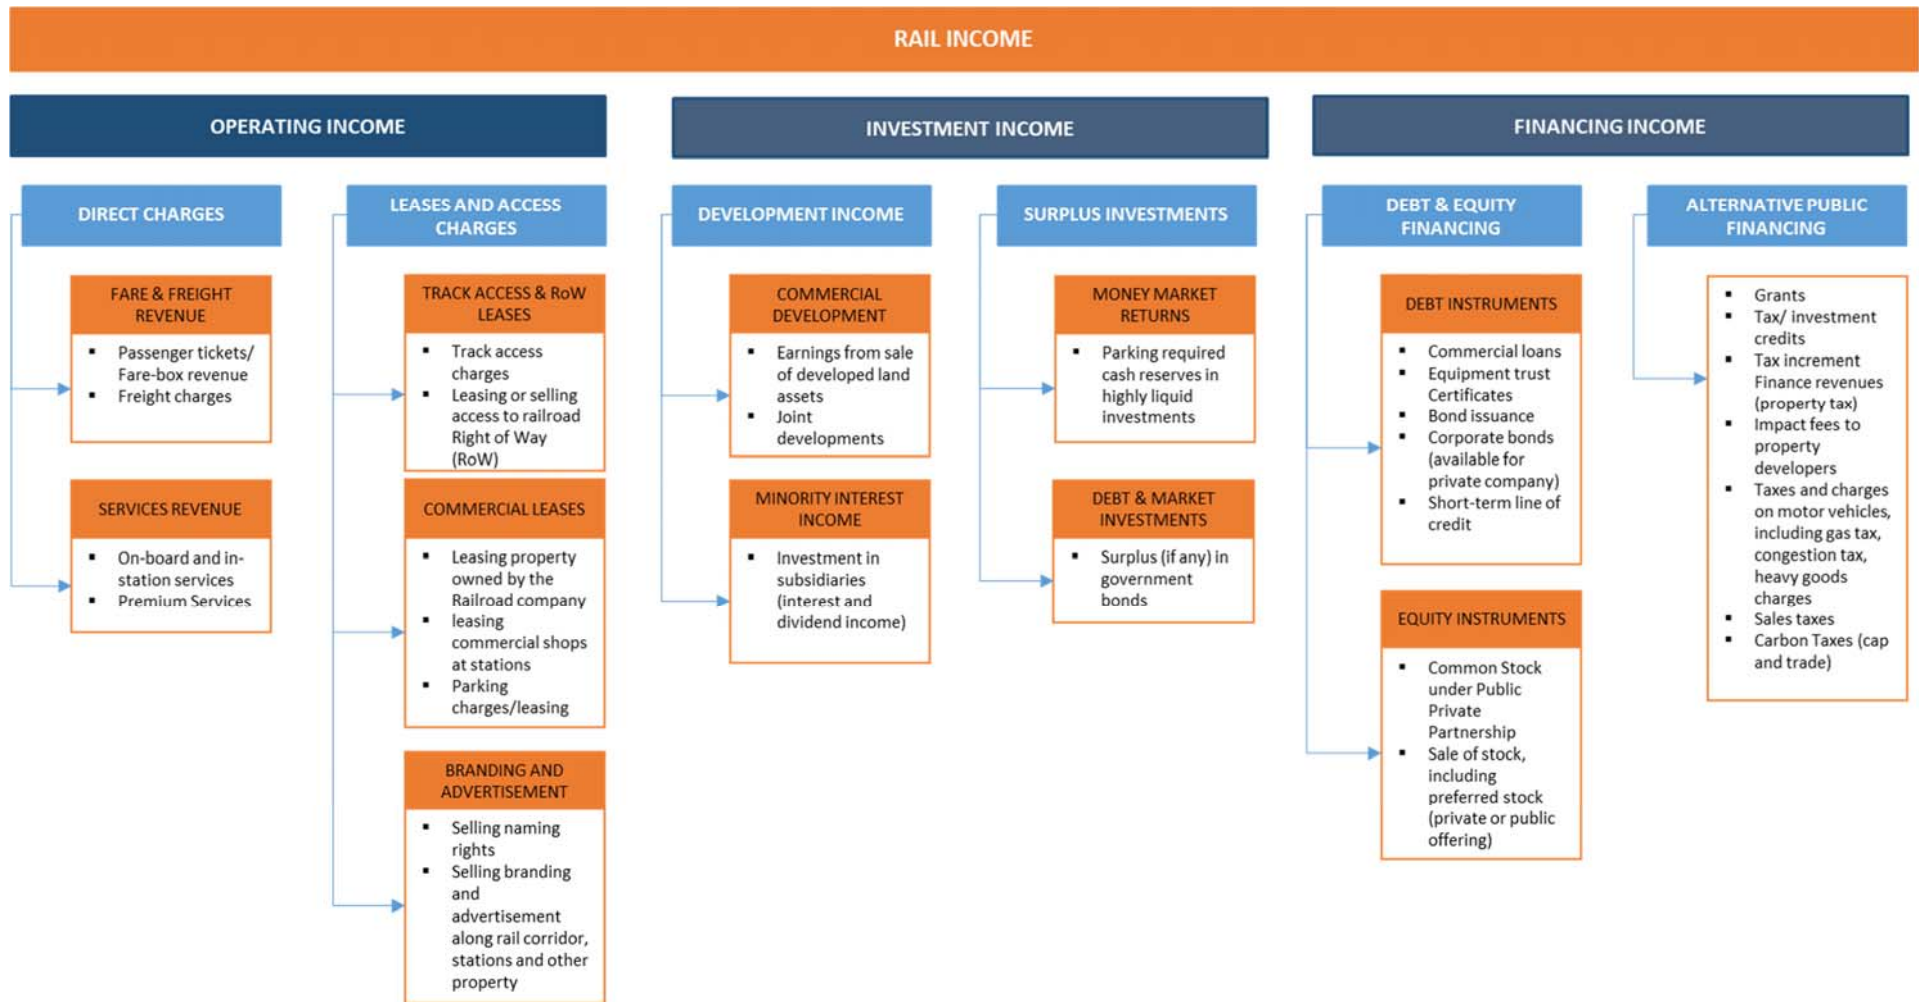 RAIL INCOME
OPERATING INCOME
DIRECT CHARGES
FARE & FREIGHT
REVENUE
▪ Passenger tickets/
Fare-box revenue
▪ Freight charges
SERVICES REVENUE
▪ On-board and in-
station services
▪ Premium Services
LEASES AND ACCESS
CHARGES
TRACK ACCESS & RoW
LEASES
▪ Track access
charges
▪ Leasing or selling
access to railroad
Right of Way
(RoW)
COMMERCIAL LEASES
▪ Leasing property
owned by the
Railroad company
▪ leasing
commercial shops
at stations
▪ Parking
charges/leasing
BRANDING AND
ADVERTISEMENT
▪ Selling naming
rights
▪ Selling branding
and
advertisement
along rail corridor,
stations and other
property
INVESTMENT INCOME
DEVELOPMENT INCOME
COMMERCIAL
DEVELOPMENT
▪ Earnings from sale
of developed land
assets
▪ Joint
developments
MINORITY INTEREST
INCOME
▪ Investment in
subsidiaries
(interest and
dividend income)
SURPLUS INVESTMENTS
MONEY MARKET
RETURNS
▪ Parking required
cash reserves in
highly liquid
investments
DEBT & MARKET
INVESTMENTS
▪ Surplus (if any) in
government
bonds
FINANCING INCOME
DEBT & EQUITY
FINANCING
DEBT INSTRUMENTS
▪ Commercial loans
▪ Equipment trust
Certificates
▪ Bond issuance
▪ Corporate bonds
(available for
private company)
▪ Short-term line of
credit
EQUITY INSTRUMENTS
▪ Common Stock
under Public
Private
Partnership
▪ Sale of stock,
including
preferred stock
(private or public
offering)
ALTERNATIVE PUBLIC
FINANCING
▪ Grants
▪ Tax/ investment
credits
▪ Tax increment
Finance revenues
(property tax)
▪ Impact fees to
property
developers
▪ Taxes and charges
on motor vehicles,
including gas tax,
congestion tax,
heavy goods
charges
▪ Sales taxes
▪ Carbon Taxes (cap
and trade)